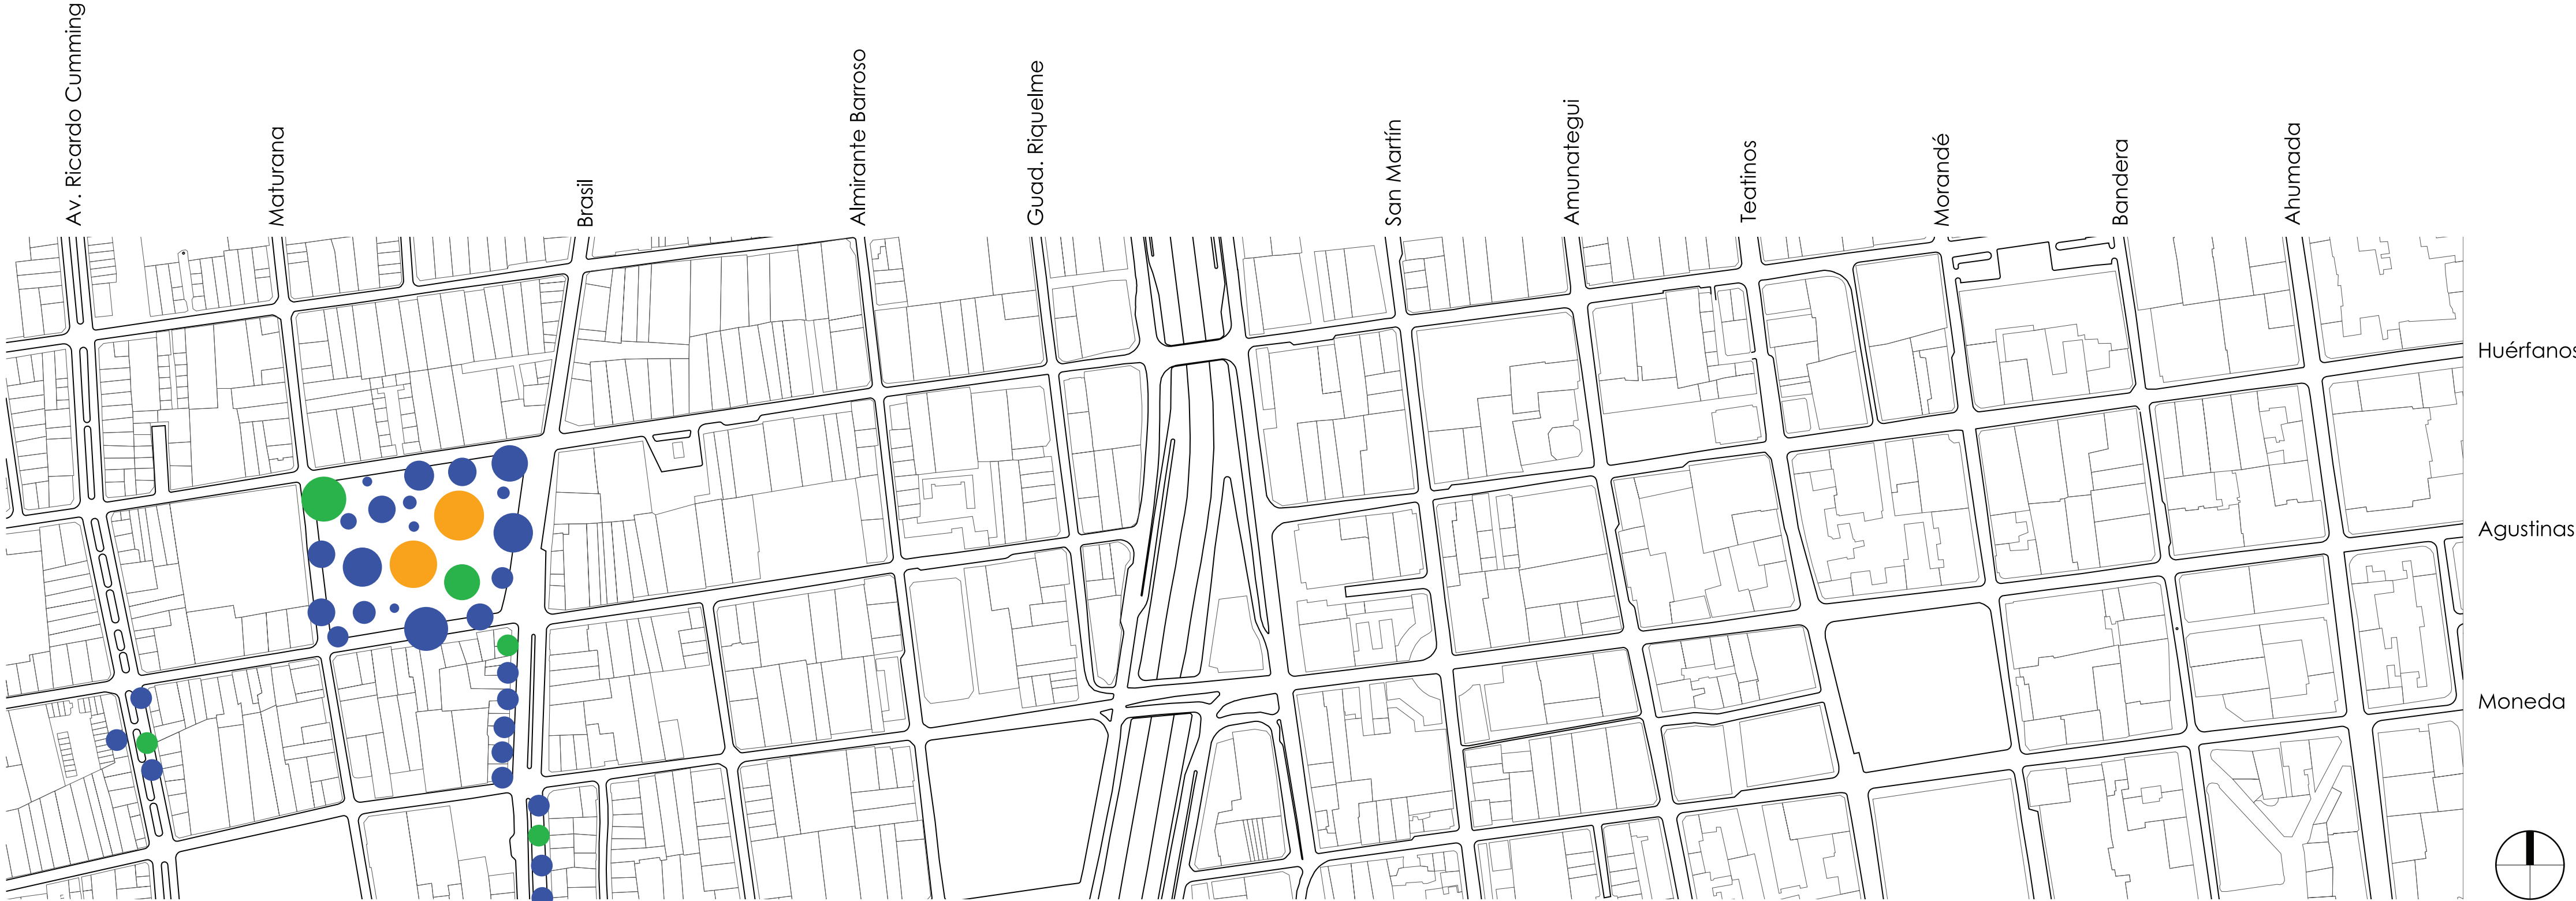 Av. Ricardo Cumming
Maturana
Brasil
Almirante Barroso
Guad. Riquelme
San Martín
Amunategui
Teatinos
Morandé
Bandera
Ahumada
Huérfanos
Agustinas
Moneda